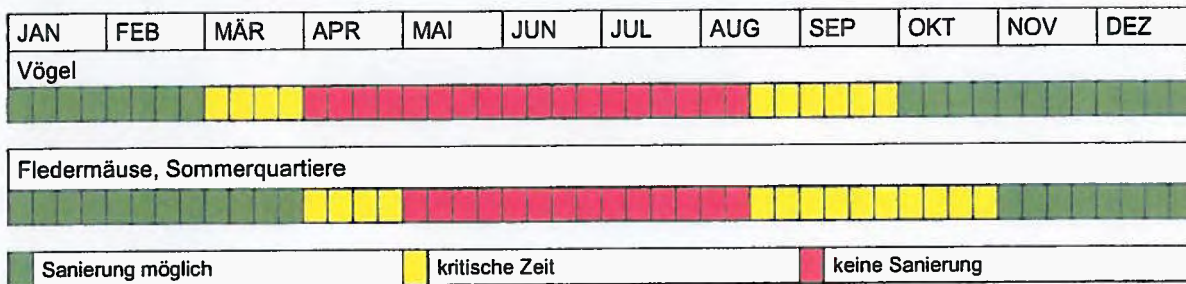 JAN FEB MÄR APR MAI JUN JUL AUG SEP OKT NOV DEZ
Vögel
Fledermäuse, Sommerquartiere
Sanierung möglich kritische Zeit keine Sanierung